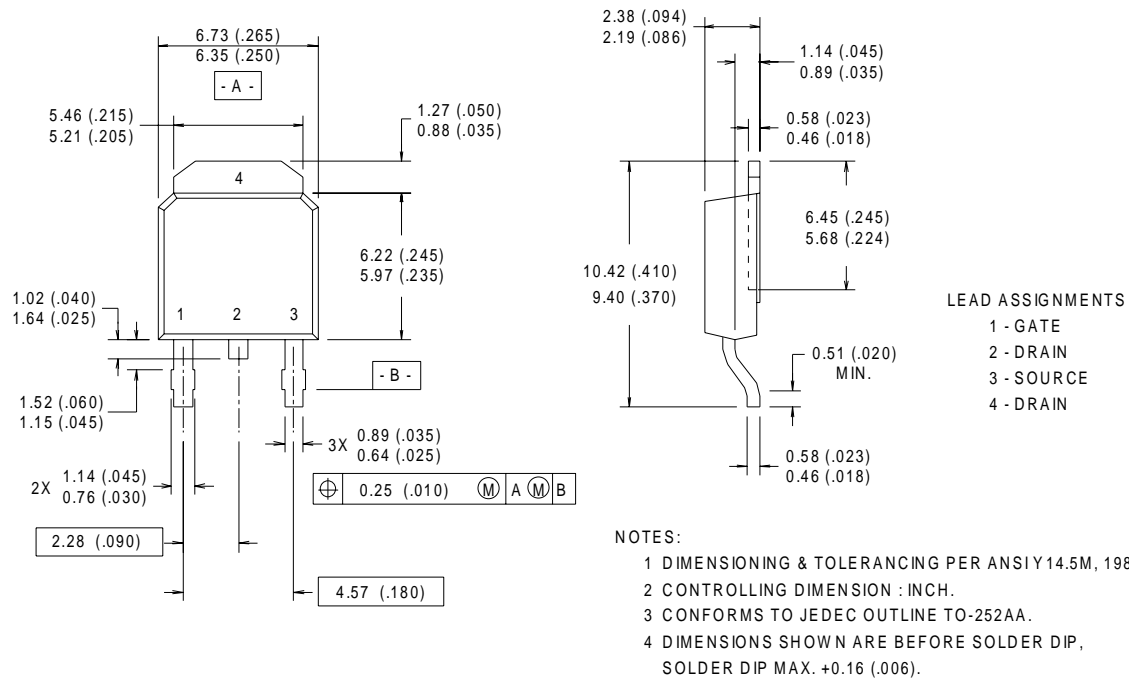 6.73 (.265)
6.35 (.250)
- A -
5.46 (.215)
5.21 (.205)
1.27 (.050)
0.88 (.035)
4
6.22 (.245)
5.97 (.235)
1.02 (.040)
1.64 (.025)
1 2 3
- B -
1.52 (.060)
1.15 (.045)
3X 0.89 (.035)
0.64 (.025)
2X 1.14 (.045)
0.76 (.030)
⌖ 0.25 (.010) Ⓜ A Ⓜ B
2.28 (.090)
4.57 (.180)
2.38 (.094)
2.19 (.086)
1.14 (.045)
0.89 (.035)
0.58 (.023)
0.46 (.018)
6.45 (.245)
5.68 (.224)
10.42 (.410)
9.40 (.370)
0.51 (.020)
MIN.
0.58 (.023)
0.46 (.018)
LEAD ASSIGNMENTS
1 - GATE
2 - DRAIN
3 - SOURCE
4 - DRAIN
NOTES:
1 DIMENSIONING & TOLERANCING PER ANSI Y14.5M, 198
2 CONTROLLING DIMENSION : INCH.
3 CONFORMS TO JEDEC OUTLINE TO-252AA.
4 DIMENSIONS SHOWN ARE BEFORE SOLDER DIP,
SOLDER DIP MAX. +0.16 (.006).